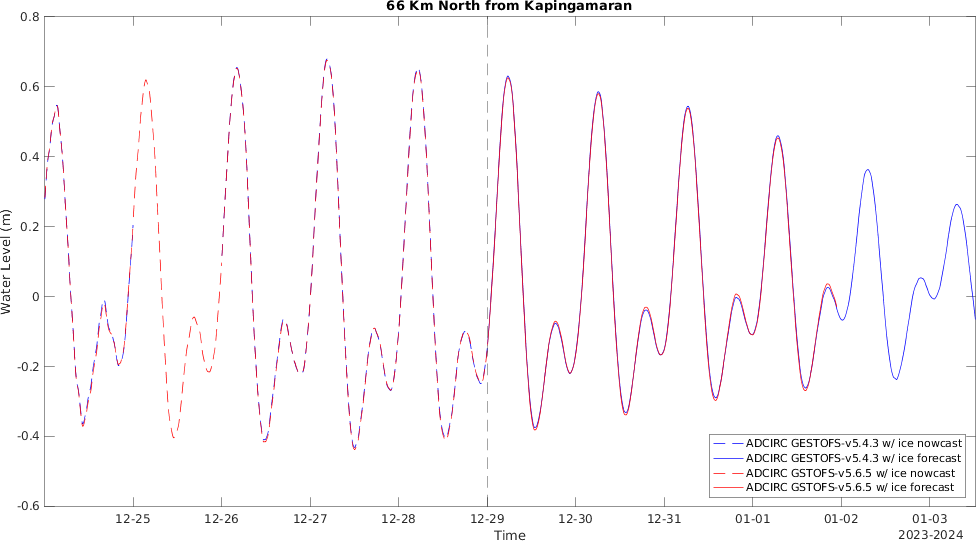 66 Km North from Kapingamaran
Water Level (m)
0.8
0.6
0.4
0.2
0
-0.2
-0.4
-0.6
12-25 12-26 12-27 12-28 12-29 12-30 12-31 01-01 01-02 01-03
Time
2023-2024
ADCIRC GESTOFS-v5.4.3 w/ ice nowcast
ADCIRC GESTOFS-v5.4.3 w/ ice forecast
ADCIRC GSTOFS-v5.6.5 w/ ice nowcast
ADCIRC GSTOFS-v5.6.5 w/ ice forecast